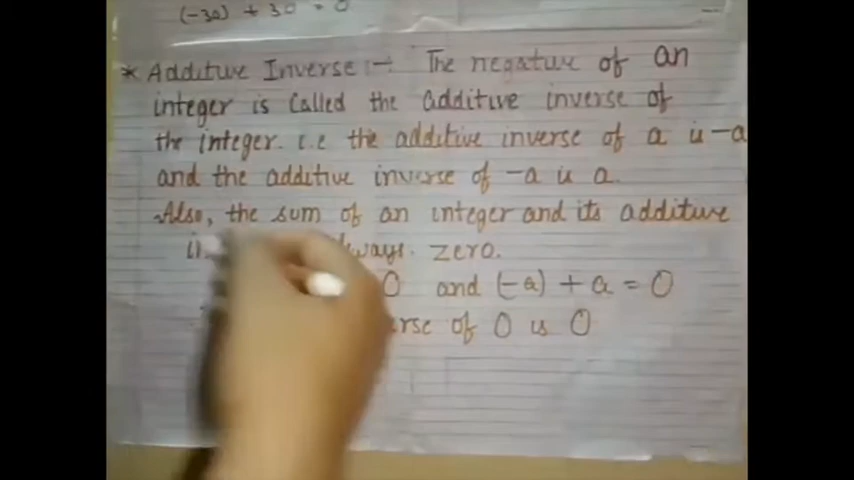 (-30) + 30 = 0
* Additive Inverse :- The negative of an
integer is called the additive inverse of
the integer. i.e the additive inverse of a is -a
and the additive inverse of -a is a.
Also, the sum of an integer and its additive
zero.
0 and (-a) + a = 0
of 0 is 0